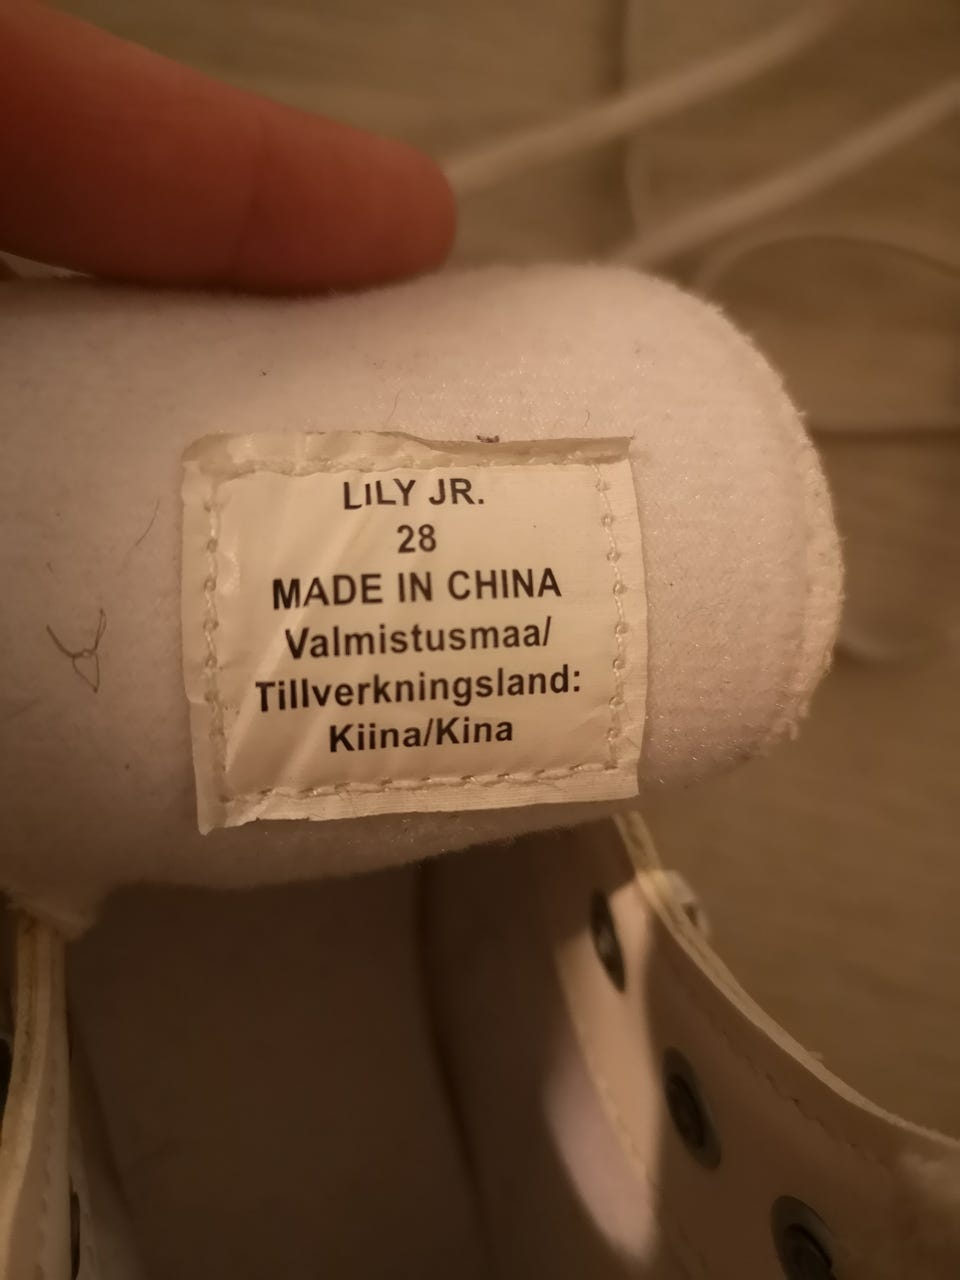 LILY JR.
28
MADE IN CHINA
Valmistusmaa/
Tillverkningsland:
Kiina/Kina